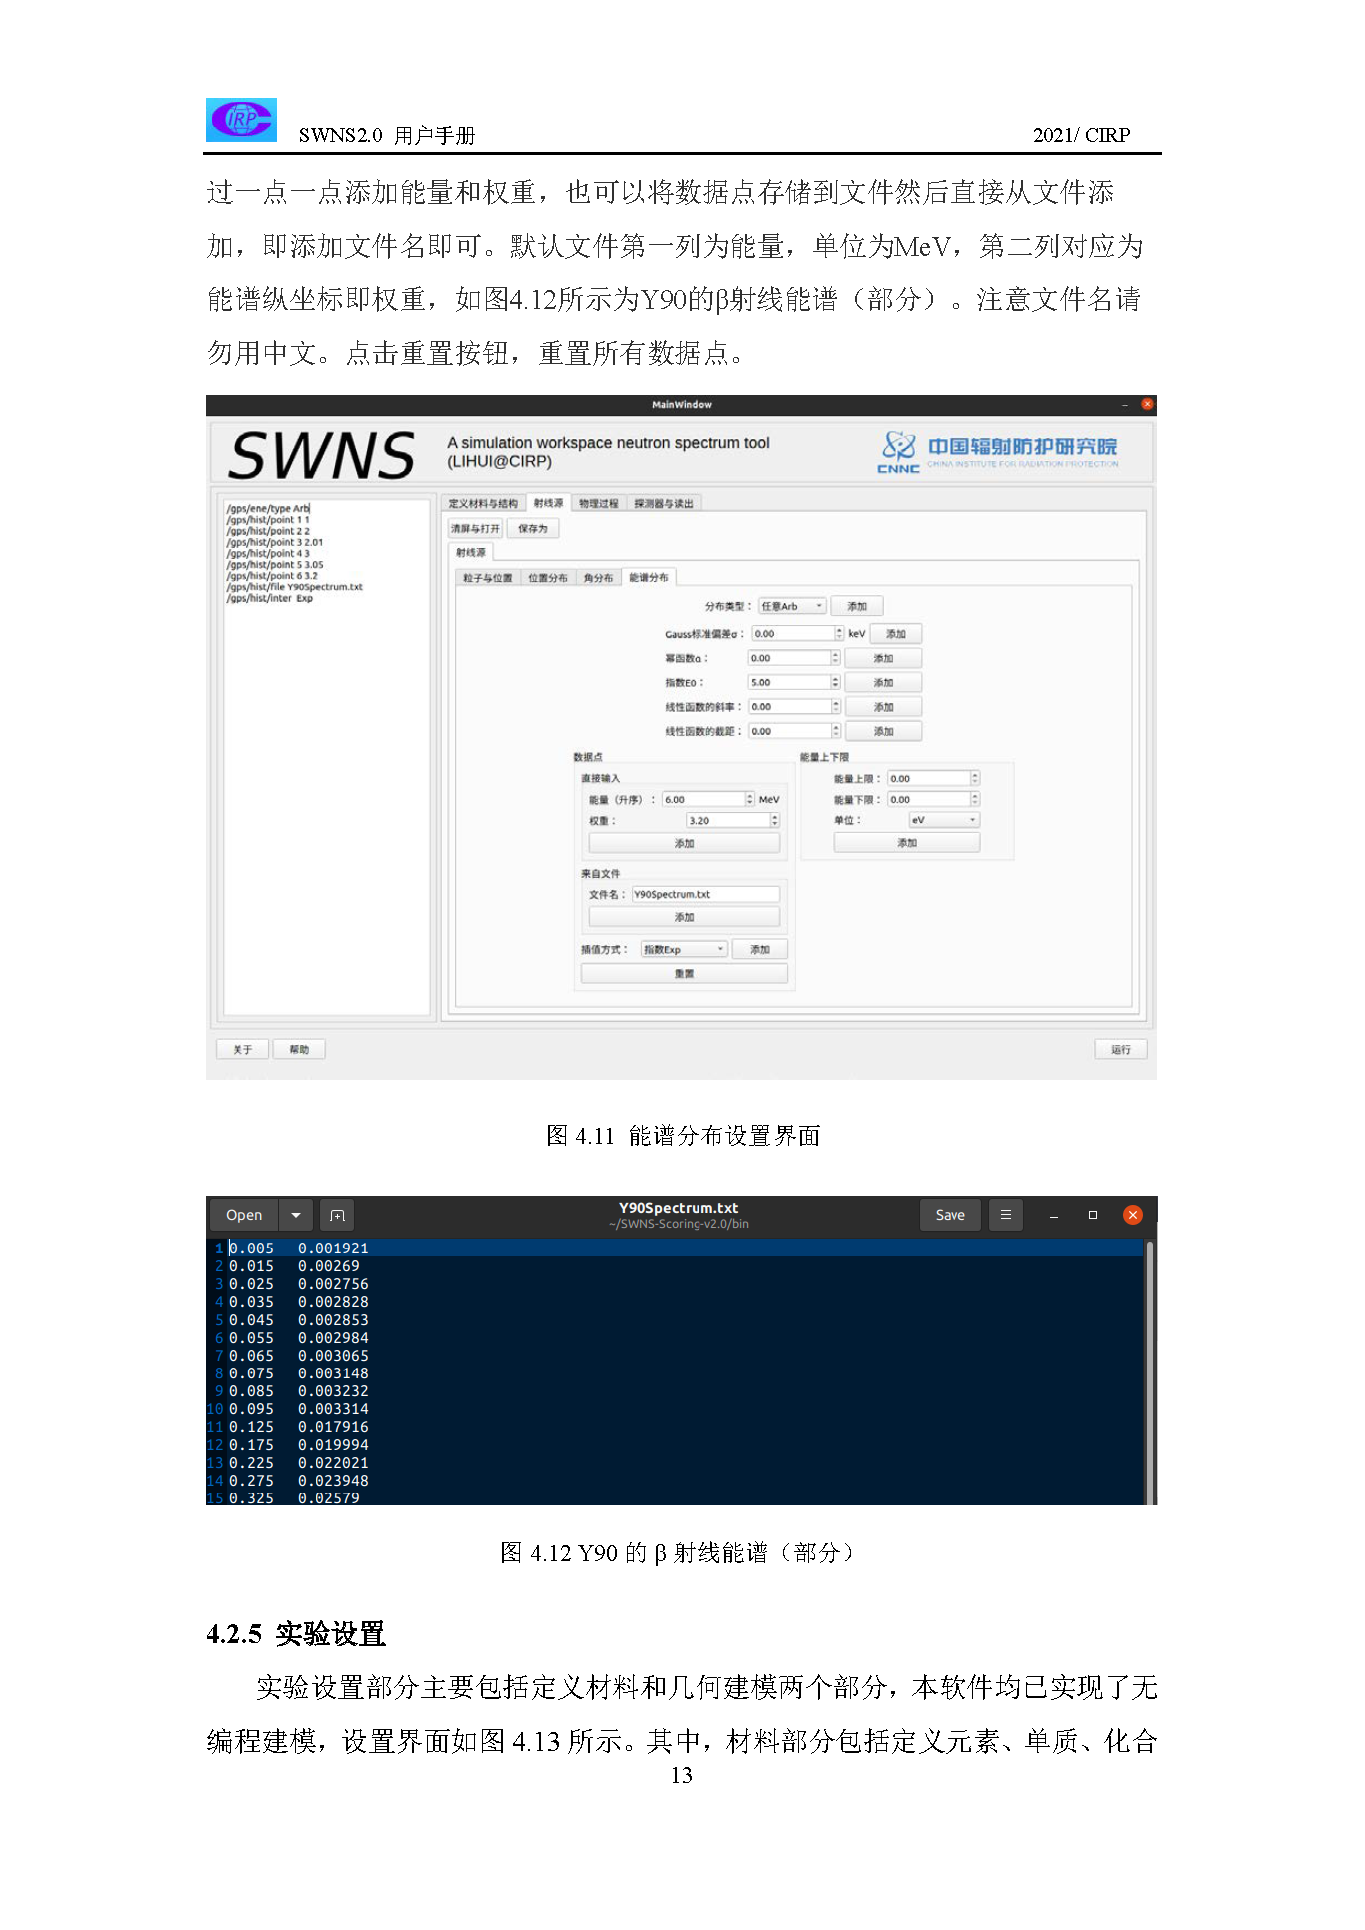 IRP
SWNS2.0 用户手册
2021/ CIRP
过一点一点添加能量和权重，也可以将数据点存储到文件然后直接从文件添
加，即添加文件名即可。默认文件第一列为能量，单位为MeV，第二列对应为
能谱纵坐标即权重，如图4.12所示为Y90的β射线能谱（部分）。注意文件名请
勿用中文。点击重置按钮，重置所有数据点。
MainWindow
SWNS
A simulation workspace neutron spectrum tool
(LIHUI@CIRP)
CNNC
中国辐射防护研究院
CHINA INSTITUTE FOR RADIATION PROTECTION
/gps/ene/type Arb
/gps/hist/point 1 1
/gps/hist/point 2 2
/gps/hist/point 3 2.01
/gps/hist/point 4 3
/gps/hist/point 5 3.05
/gps/hist/point 6 3.2
/gps/hist/file Y90Spectrum.txt
/gps/hist/inter Exp
定义材料与结构 射线源 物理过程 探测器与读出
清屏与打开 保存为
射线源
粒子与位置 位置分布 角分布 能谱分布
分布类型： 任意Arb 添加
Gauss标准偏差σ： 0.00 keV 添加
幂函数α： 0.00 添加
指数E0： 5.00 添加
线性函数的斜率： 0.00 添加
线性函数的截距： 0.00 添加
数据点
直接输入
能量（升序）： 6.00 MeV
权重： 3.20
添加
来自文件
文件名： Y90Spectrum.txt
添加
插值方式： 指数Exp 添加
重置
能量上下限
能量上限： 0.00
能量下限： 0.00
单位： eV
添加
关于 帮助 运行
图 4.11 能谱分布设置界面
Open Y90Spectrum.txt Save
~/SWNS-Scoring-v2.0/bin
1 0.005 0.001921
2 0.015 0.00269
3 0.025 0.002756
4 0.035 0.002828
5 0.045 0.002853
6 0.055 0.002984
7 0.065 0.003065
8 0.075 0.003148
9 0.085 0.003232
10 0.095 0.003314
11 0.125 0.017916
12 0.175 0.019994
13 0.225 0.022021
14 0.275 0.023948
15 0.325 0.02579
图 4.12 Y90 的 β 射线能谱（部分）
4.2.5 实验设置
实验设置部分主要包括定义材料和几何建模两个部分，本软件均已实现了无
编程建模，设置界面如图 4.13 所示。其中，材料部分包括定义元素、单质、化合
13